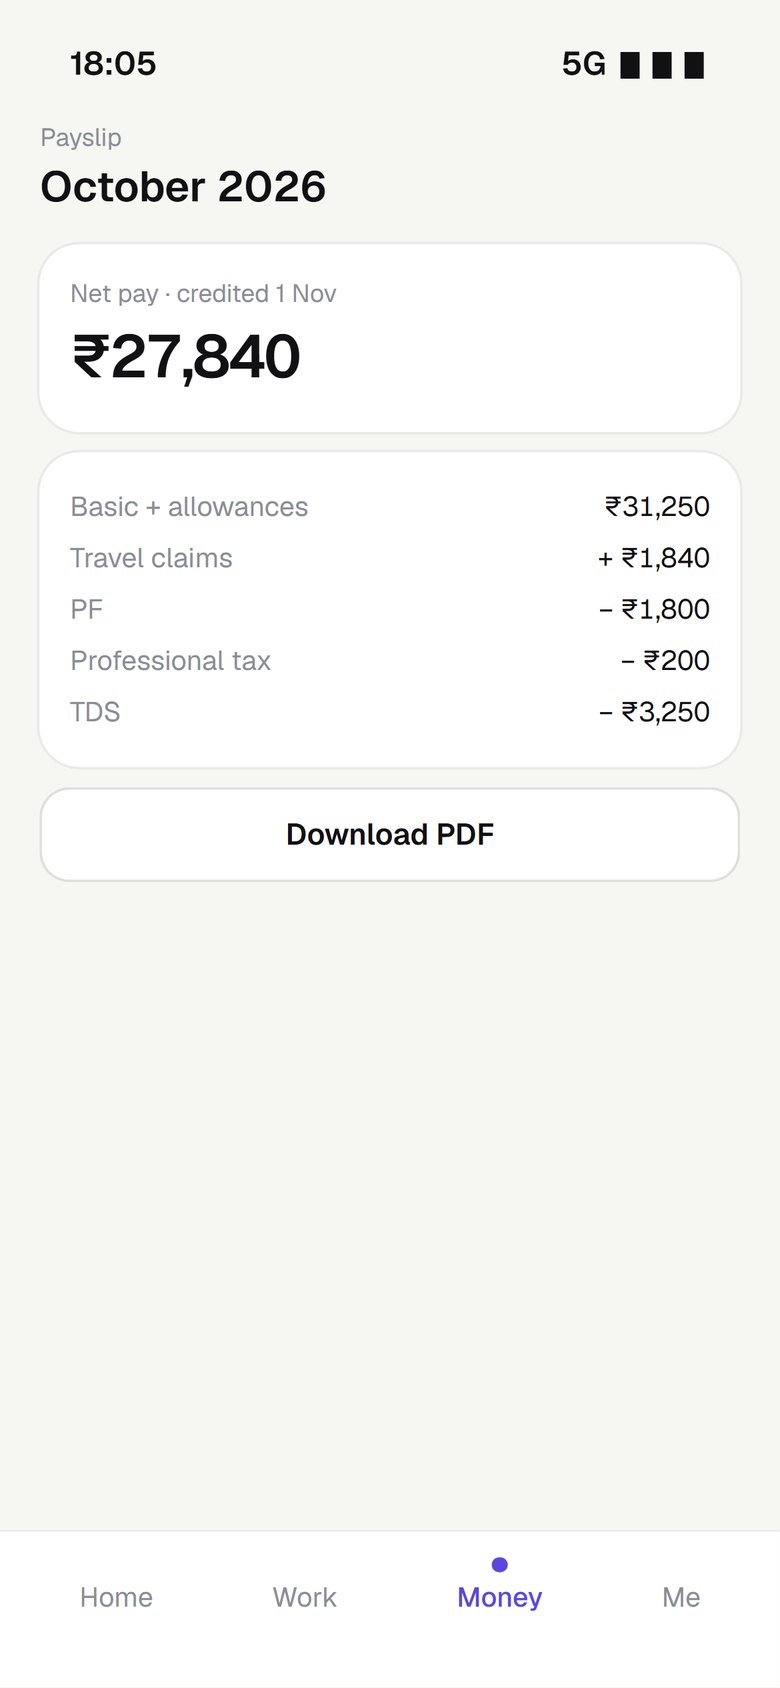 18:05 5G
Payslip
October 2026
Net pay · credited 1 Nov
₹27,840
Basic + allowances ₹31,250
Travel claims + ₹1,840
PF – ₹1,800
Professional tax – ₹200
TDS – ₹3,250
Download PDF
Home Work Money Me